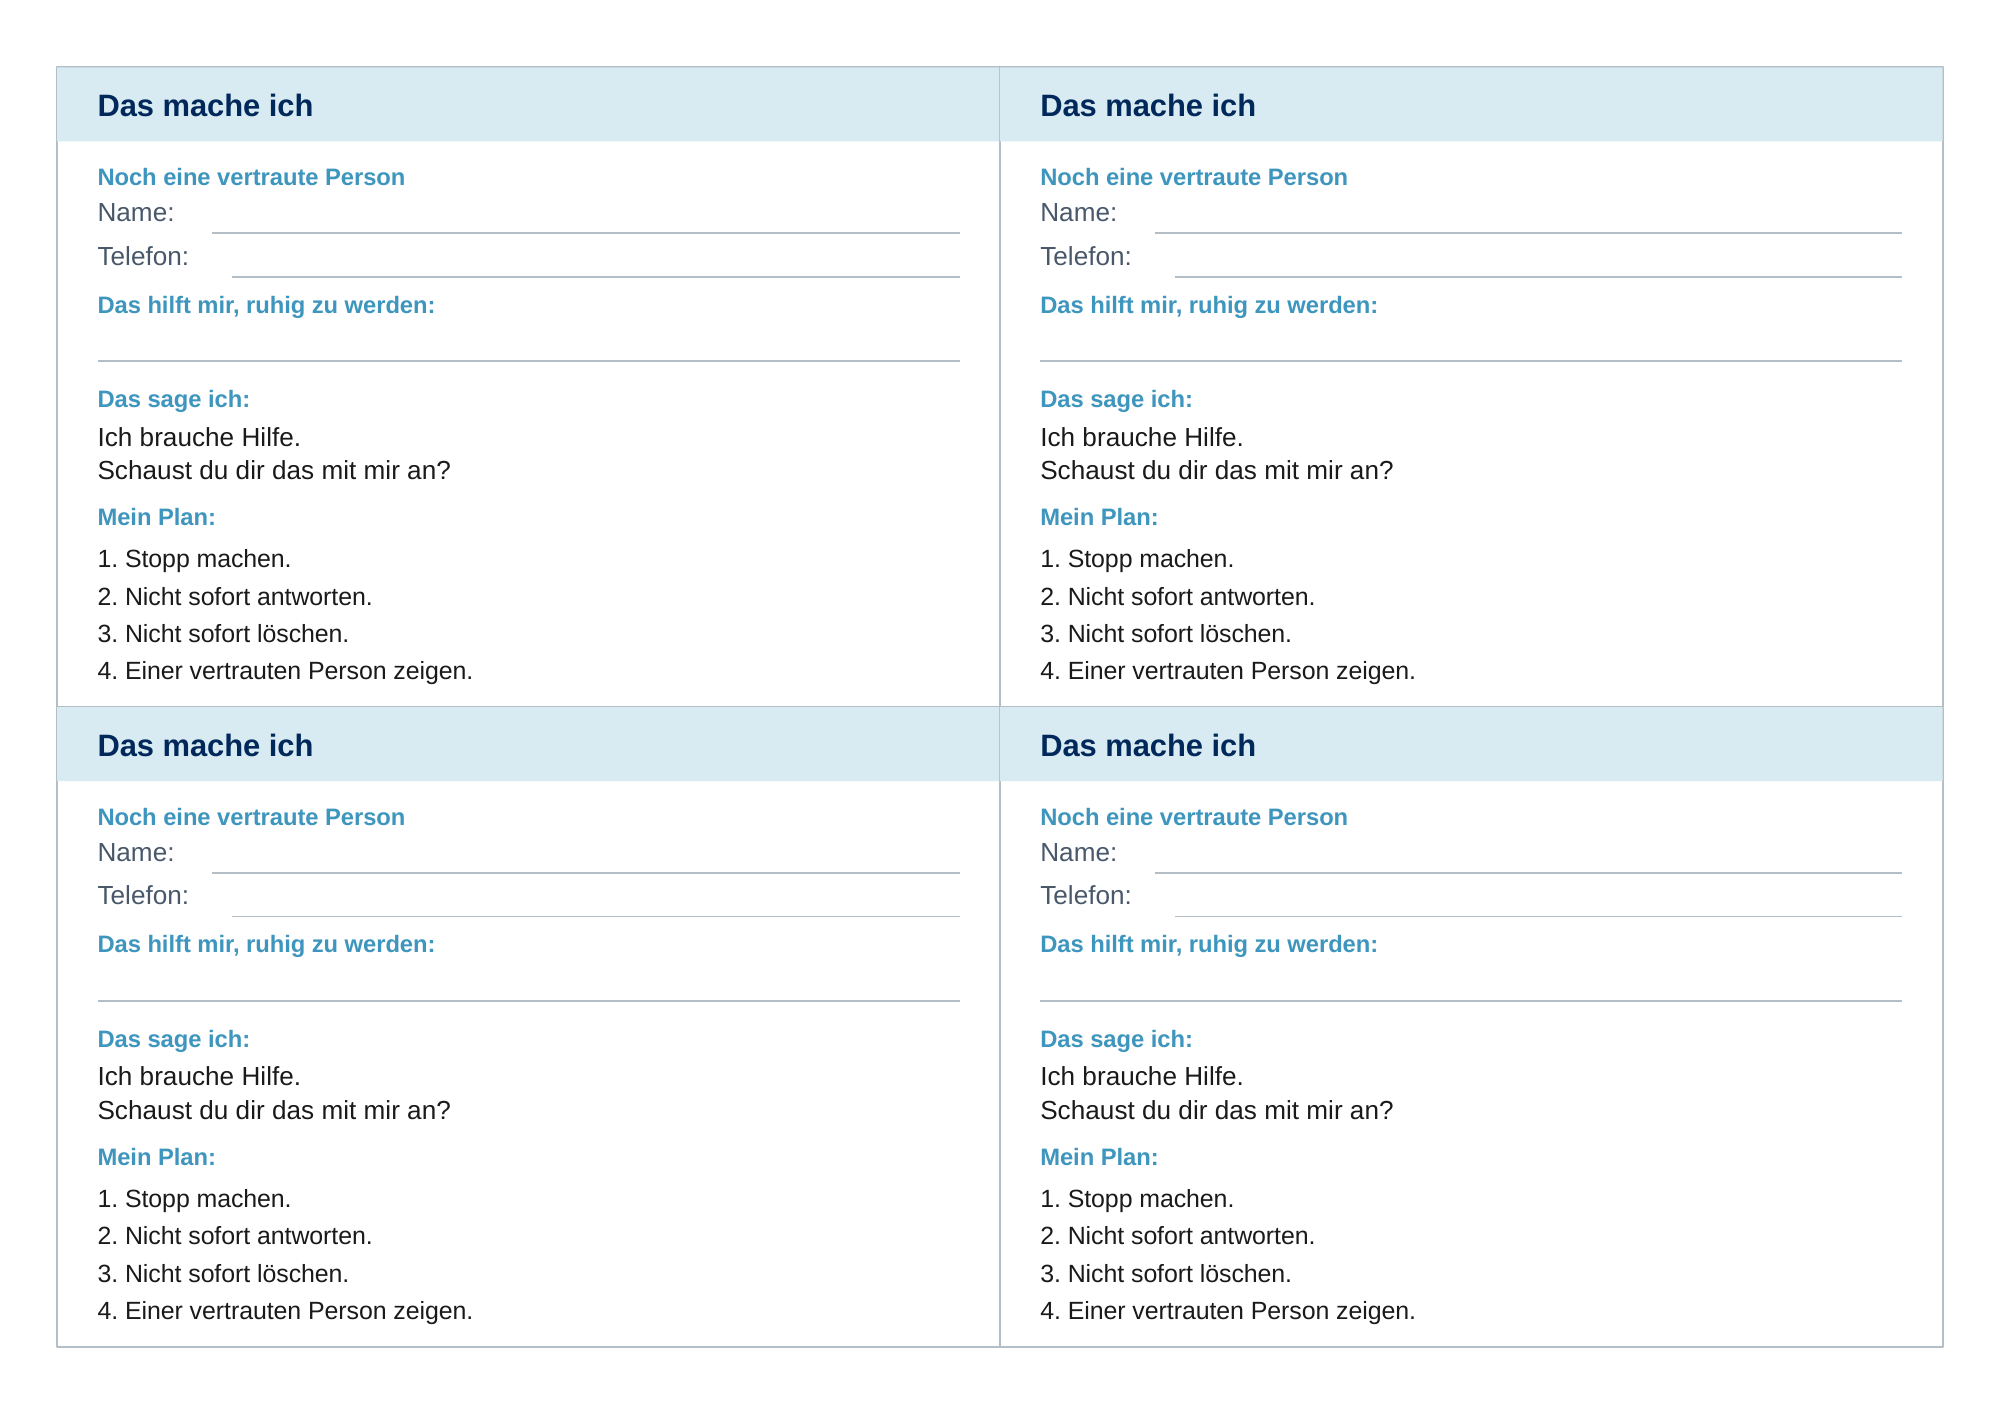 Das mache ich
Noch eine vertraute Person
Name:
Telefon:
Das hilft mir, ruhig zu werden:
Das sage ich:
Ich brauche Hilfe.
Schaust du dir das mit mir an?
Mein Plan:
1. Stopp machen.
2. Nicht sofort antworten.
3. Nicht sofort löschen.
4. Einer vertrauten Person zeigen.
Das mache ich
Noch eine vertraute Person
Name:
Telefon:
Das hilft mir, ruhig zu werden:
Das sage ich:
Ich brauche Hilfe.
Schaust du dir das mit mir an?
Mein Plan:
1. Stopp machen.
2. Nicht sofort antworten.
3. Nicht sofort löschen.
4. Einer vertrauten Person zeigen.
Das mache ich
Noch eine vertraute Person
Name:
Telefon:
Das hilft mir, ruhig zu werden:
Das sage ich:
Ich brauche Hilfe.
Schaust du dir das mit mir an?
Mein Plan:
1. Stopp machen.
2. Nicht sofort antworten.
3. Nicht sofort löschen.
4. Einer vertrauten Person zeigen.
Das mache ich
Noch eine vertraute Person
Name:
Telefon:
Das hilft mir, ruhig zu werden:
Das sage ich:
Ich brauche Hilfe.
Schaust du dir das mit mir an?
Mein Plan:
1. Stopp machen.
2. Nicht sofort antworten.
3. Nicht sofort löschen.
4. Einer vertrauten Person zeigen.